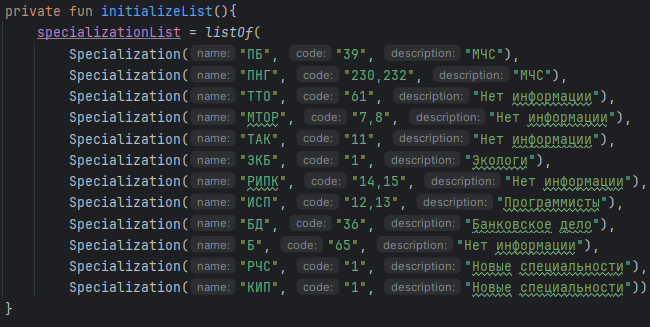 private fun initializeList(){
specializationList = listOf(
Specialization( name: "ПБ", code: "39", description: "МЧС"),
Specialization( name: "ПНГ", code: "230,232", description: "МЧС"),
Specialization( name: "ТТО", code: "61", description: "Нет информации"),
Specialization( name: "МТОР", code: "7,8", description: "Нет информации"),
Specialization( name: "ТАК", code: "11", description: "Нет информации"),
Specialization( name: "ЭКБ", code: "1", description: "Экологи"),
Specialization( name: "РИПК", code: "14,15", description: "Нет информации"),
Specialization( name: "ИСП", code: "12,13", description: "Программисты"),
Specialization( name: "БД", code: "36", description: "Банковское дело"),
Specialization( name: "Б", code: "65", description: "Нет информации"),
Specialization( name: "РЧС", code: "1", description: "Новые специальности"),
Specialization( name: "КИП", code: "1", description: "Новые специальности"))
}